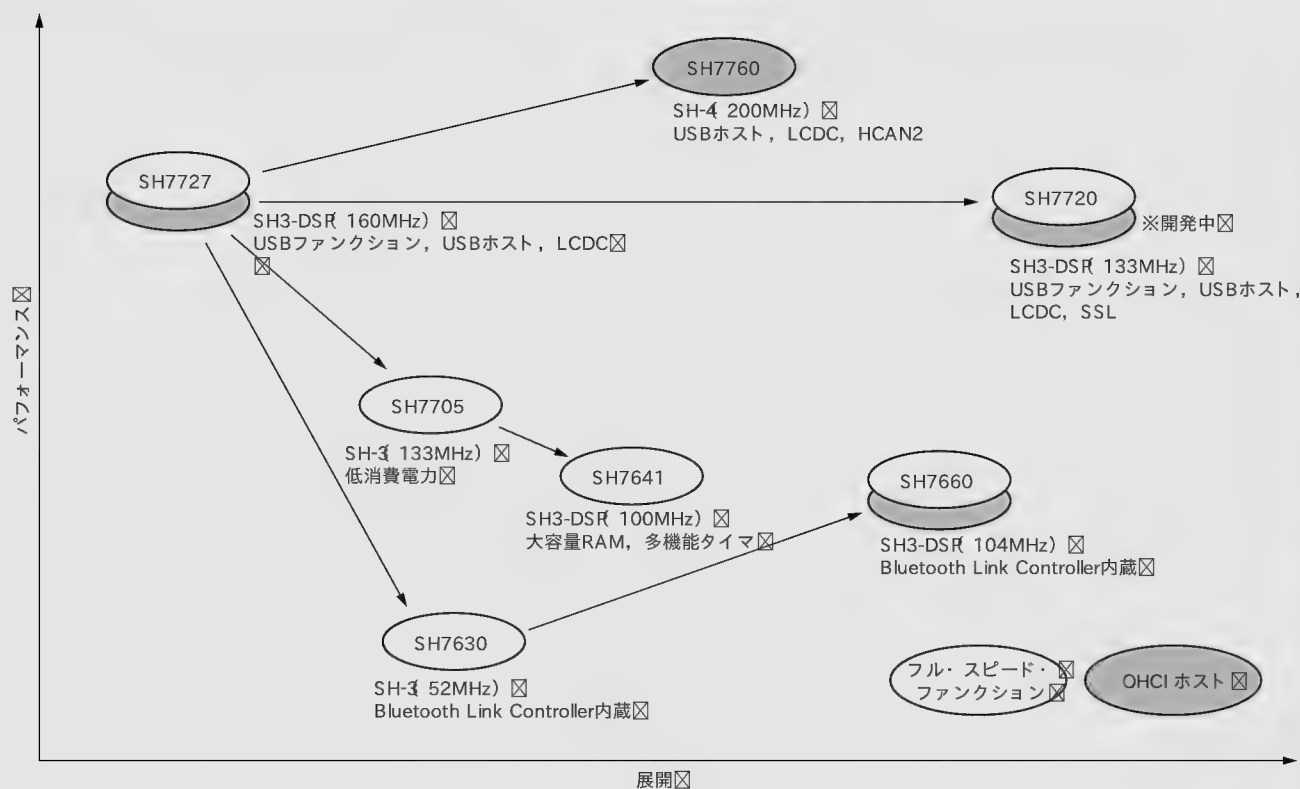 SH7760
SH-4( 200MHz)
USBホスト, LCDC, HCAN2
SH7727
SH3-DSP( 160MHz)
USBファンクション, USBホスト, LCDC
SH7720
※開発中
SH3-DSP( 133MHz)
USBファンクション, USBホスト,
LCDC, SSL
パフォーマンス
SH7705
SH-3( 133MHz)
低消費電力
SH7641
SH3-DSP( 100MHz)
大容量RAM, 多機能タイマ
SH7660
SH3-DSP( 104MHz)
Bluetooth Link Controller内蔵
SH7630
SH-3( 52MHz)
Bluetooth Link Controller内蔵
フル・スピード・
ファンクション
OHCI ホスト
展開